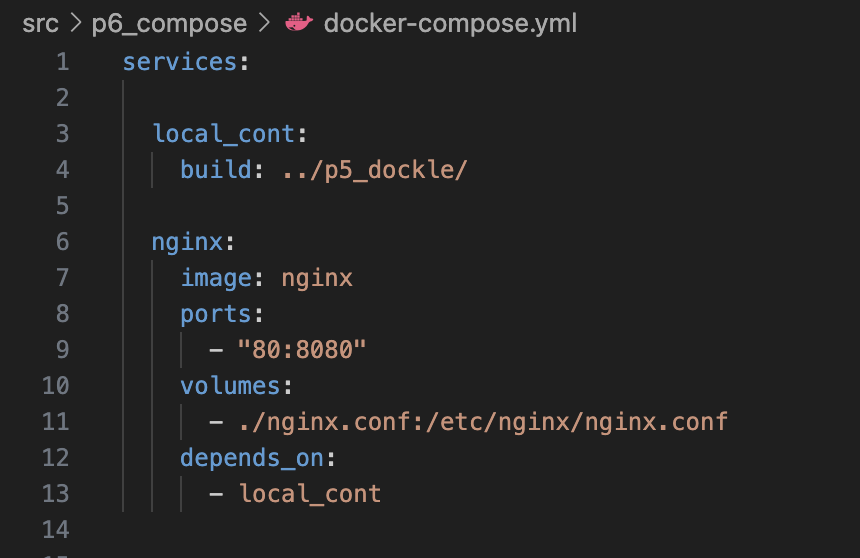 src > p6_compose > docker-compose.yml
1 services:
2
3 local_cont:
4 build: ../p5_dockle/
5
6 nginx:
7 image: nginx
8 ports:
9 - "80:8080"
10 volumes:
11 - ./nginx.conf:/etc/nginx/nginx.conf
12 depends_on:
13 - local_cont
14